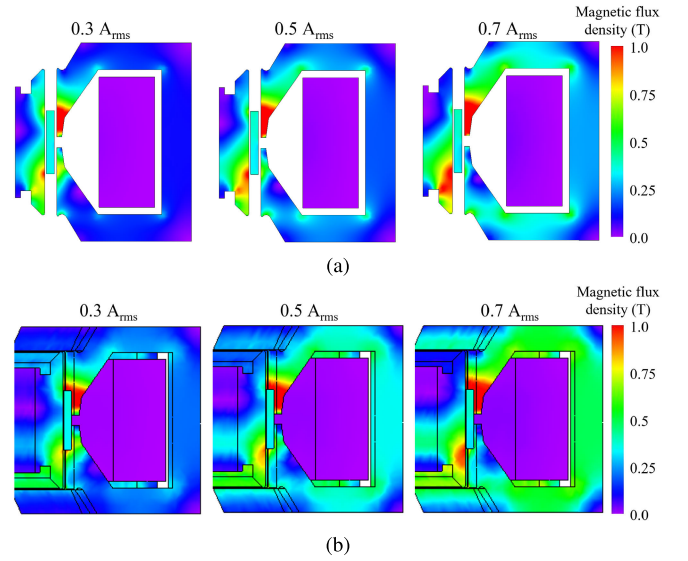 Magnetic flux
density (T)
0.3 Arms
0.5 Arms
0.7 Arms
1.0
0.75
0.50
0.25
0.0
(a)
Magnetic flux
density (T)
0.3 Arms
0.5 Arms
0.7 Arms
1.0
0.75
0.50
0.25
0.0
(b)